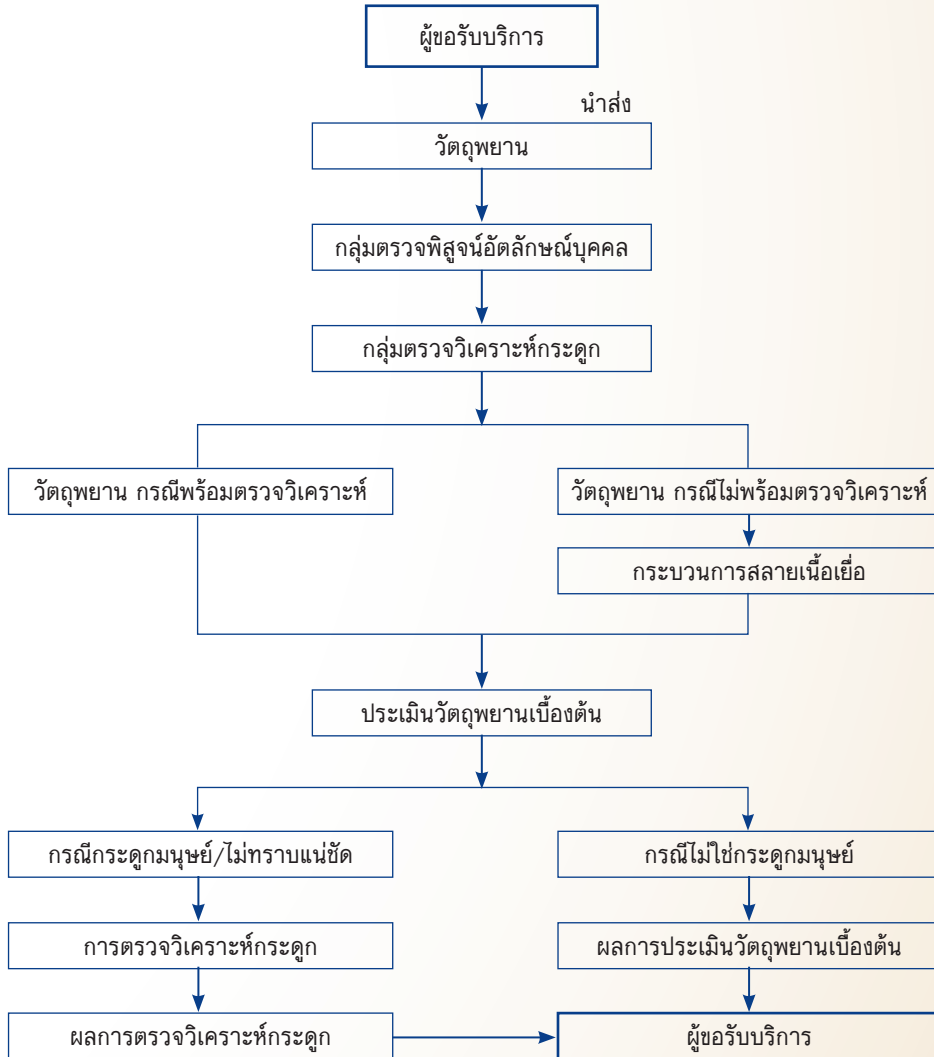 ผู้ขอรับบริการ
นำส่ง
วัตถุพยาน
กลุ่มตรวจพิสูจน์อัตลักษณ์บุคคล
กลุ่มตรวจวิเคราะห์กระดูก
วัตถุพยาน กรณีพร้อมตรวจวิเคราะห์
วัตถุพยาน กรณีไม่พร้อมตรวจวิเคราะห์
กระบวนการสลายเนื้อเยื่อ
ประเมินวัตถุพยานเบื้องต้น
กรณีกระดูกมนุษย์/ไม่ทราบแน่ชัด
กรณีไม่ใช่กระดูกมนุษย์
การตรวจวิเคราะห์กระดูก
ผลการประเมินวัตถุพยานเบื้องต้น
ผลการตรวจวิเคราะห์กระดูก
ผู้ขอรับบริการ